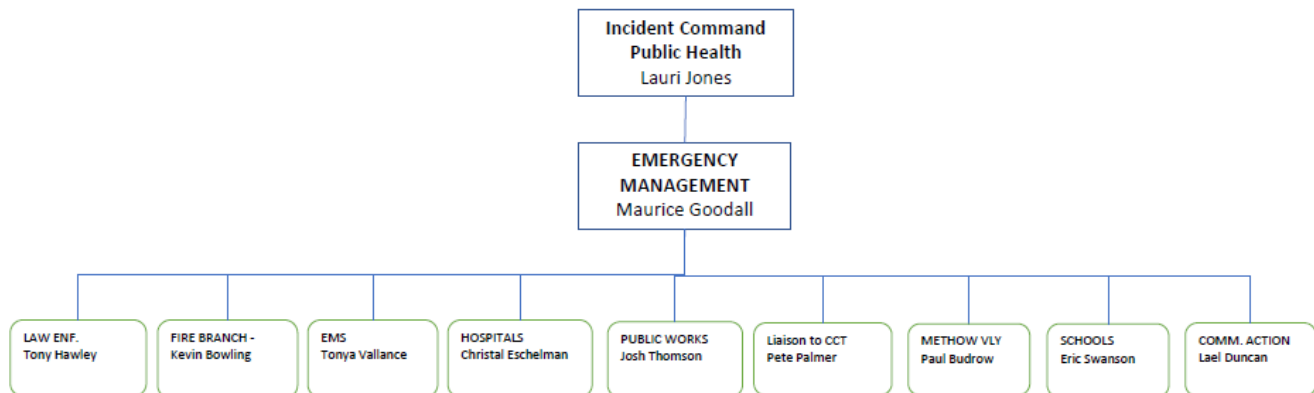 Incident Command
Public Health
Lauri Jones
EMERGENCY
MANAGEMENT
Maurice Goodall
LAW ENF.
Tony Hawley
FIRE BRANCH -
Kevin Bowling
EMS
Tonya Vallance
HOSPITALS
Christal Eschelman
PUBLIC WORKS
Josh Thomson
Liaison to CCT
Pete Palmer
METHOW VLY
Paul Budrow
SCHOOLS
Eric Swanson
COMM. ACTION
Lael Duncan